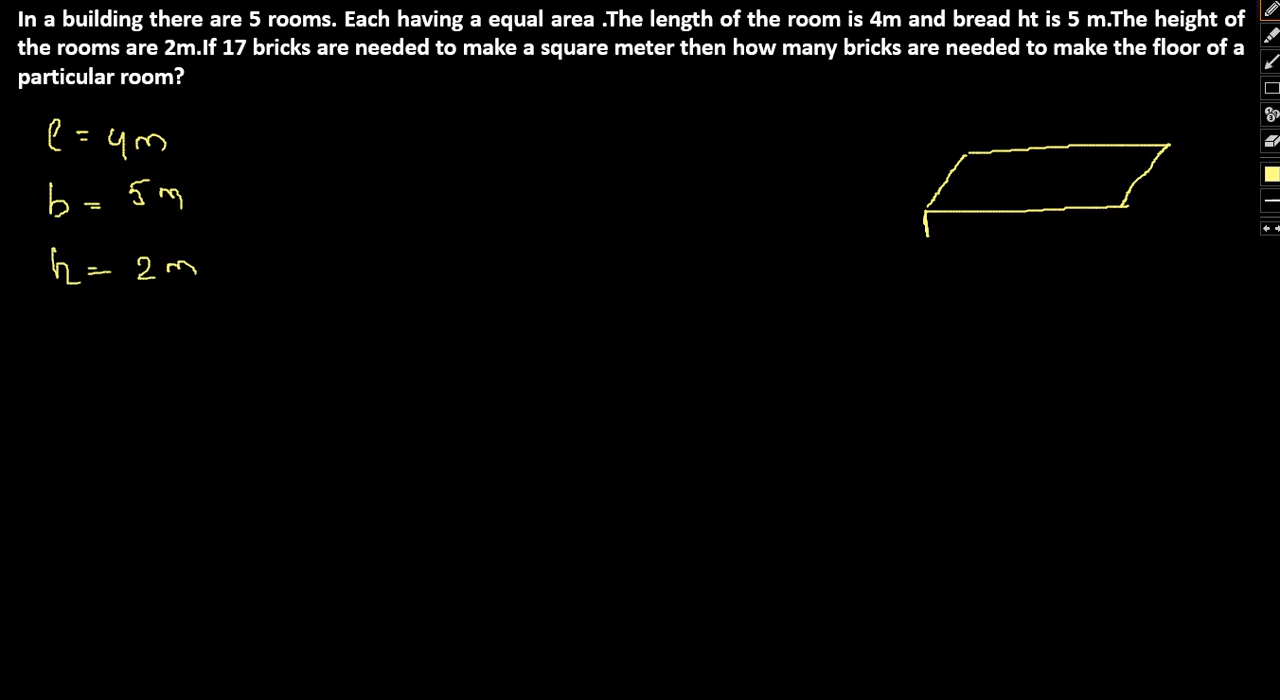 In a building there are 5 rooms. Each having a equal area .The length of the room is 4m and bread ht is 5 m.The height of
the rooms are 2m.If 17 bricks are needed to make a square meter then how many bricks are needed to make the floor of a
particular room?
l = 4m
b = 5m
h = 2m